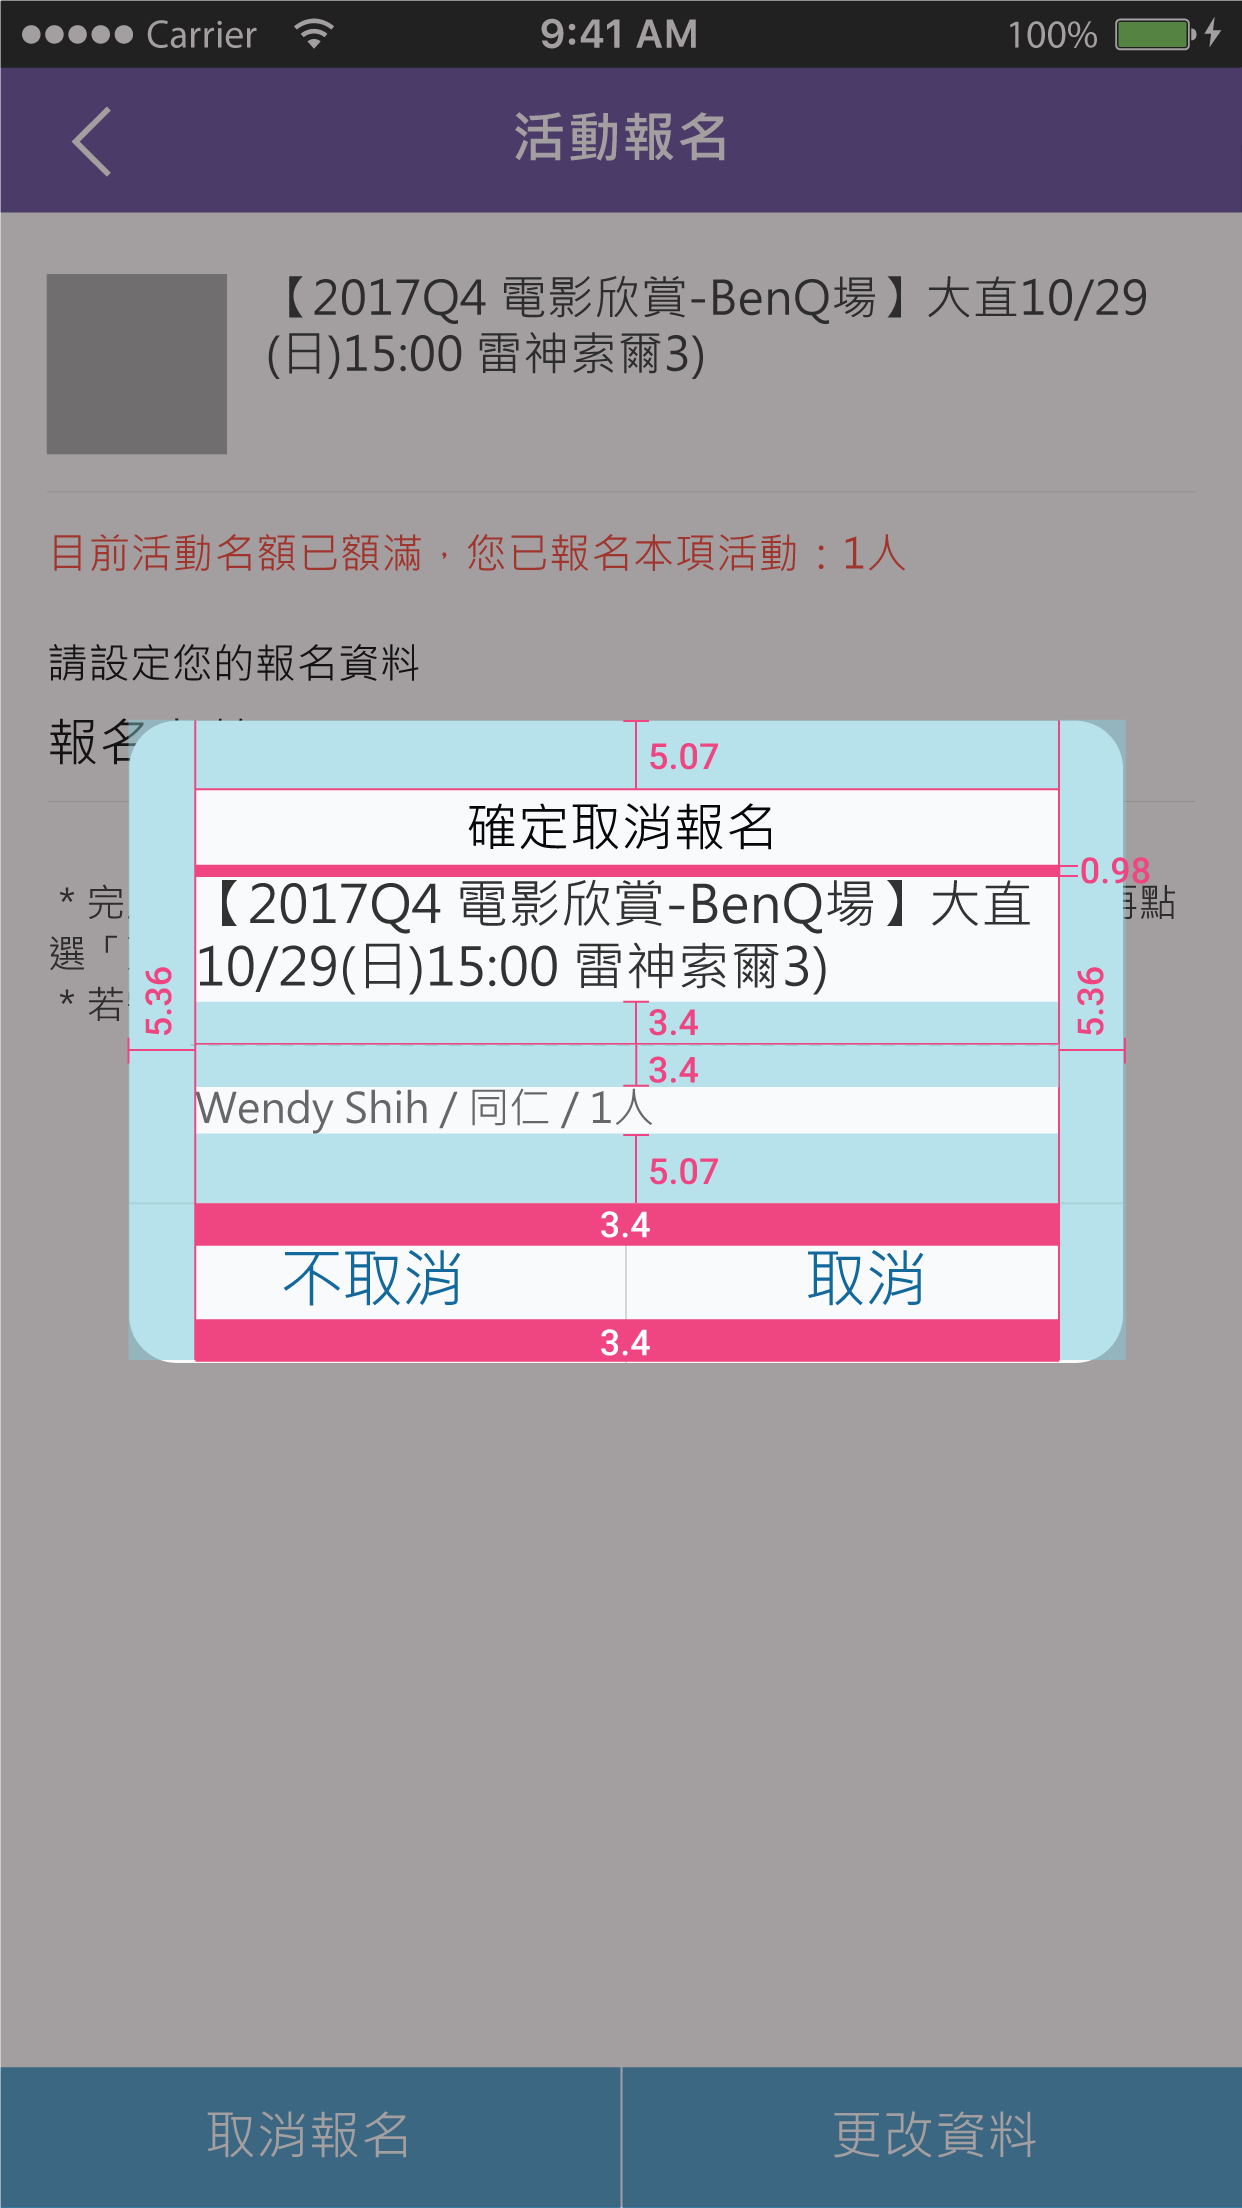 Carrier 9:41 AM 100%
活動報名
【2017Q4 電影欣賞-BenQ場】大直10/29
(日)15:00 雷神索爾3)
目前活動名額已額滿，您已報名本項活動：1人
請設定您的報名資料
報名
5.07
確定取消報名
0.98
【2017Q4 電影欣賞-BenQ場】大直
10/29(日)15:00 雷神索爾3)
* 完
再點
選「
* 若
5.36
5.36
3.4
3.4
Wendy Shih / 同仁 / 1人
5.07
3.4
不取消 取消
3.4
取消報名 更改資料